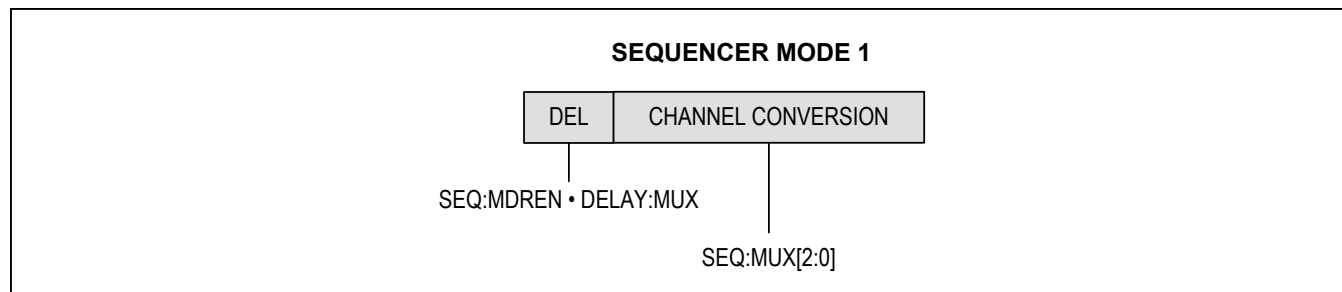 SEQUENCER MODE 1
DEL CHANNEL CONVERSION
SEQ:MDREN • DELAY:MUX
SEQ:MUX[2:0]